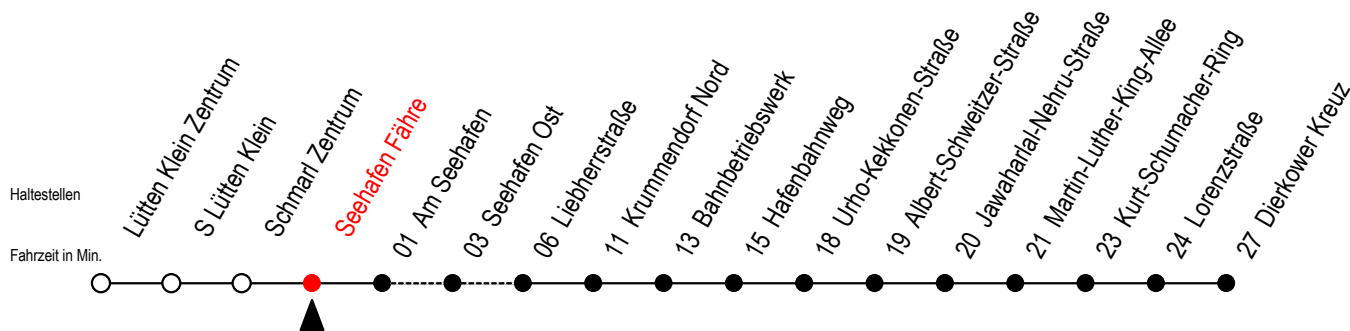 Haltestellen
Fahrzeit in Min.
Lütten Klein Zentrum
S Lütten Klein
Schmarl Zentrum
Seehafen Fähre
01 Am Seehafen
03 Seehafen Ost
06 Liebherrstraße
11 Krummendorf Nord
13 Bahnbetriebswerk
15 Hafenbahnweg
18 Urho-Kekkonen-Straße
19 Albert-Schweitzer-Straße
20 Jawaharlal-Nehru-Straße
21 Martin-Luther-King-Allee
23 Kurt-Schumacher-Ring
24 Lorenzstraße
27 Dierkower Kreuz